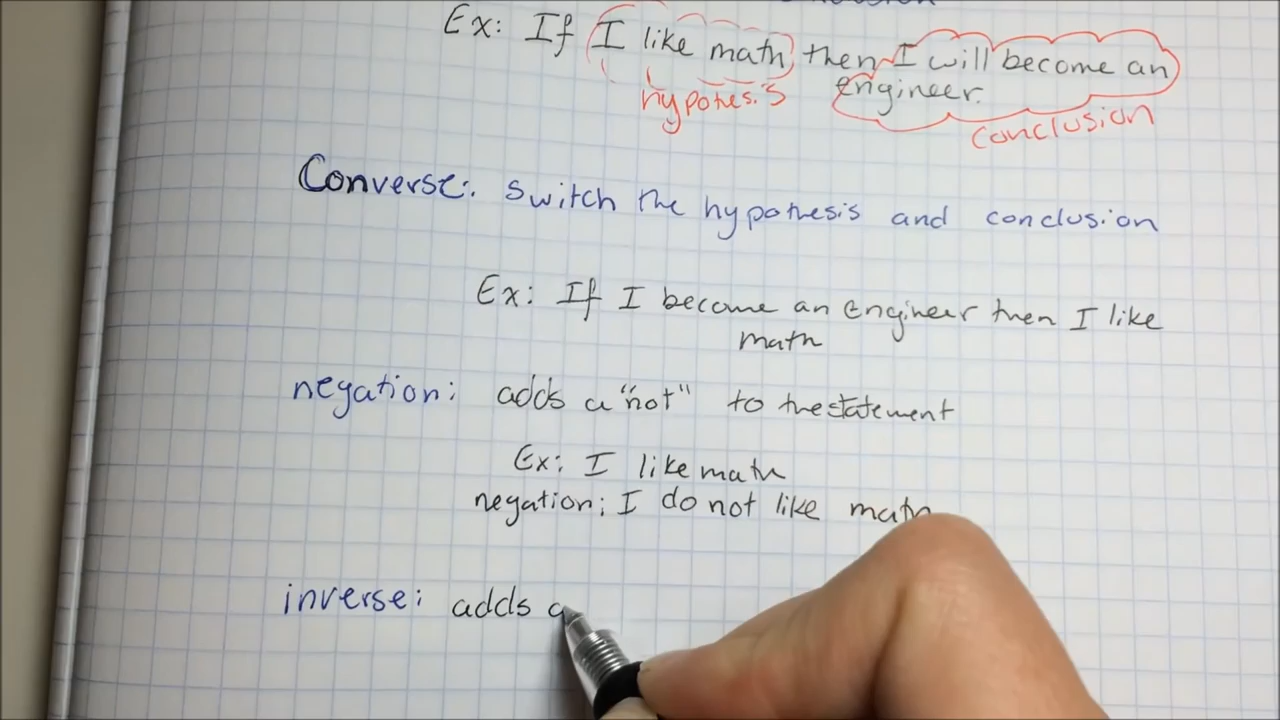 Ex: If I like math then I will become an
engineer.
hypothesis
conclusion
Converse: switch the hypothesis and conclusion
Ex: If I become an engineer then I like
math
negation: adds a "not" to the statement
Ex: I like math
negation: I do not like math
inverse: adds a